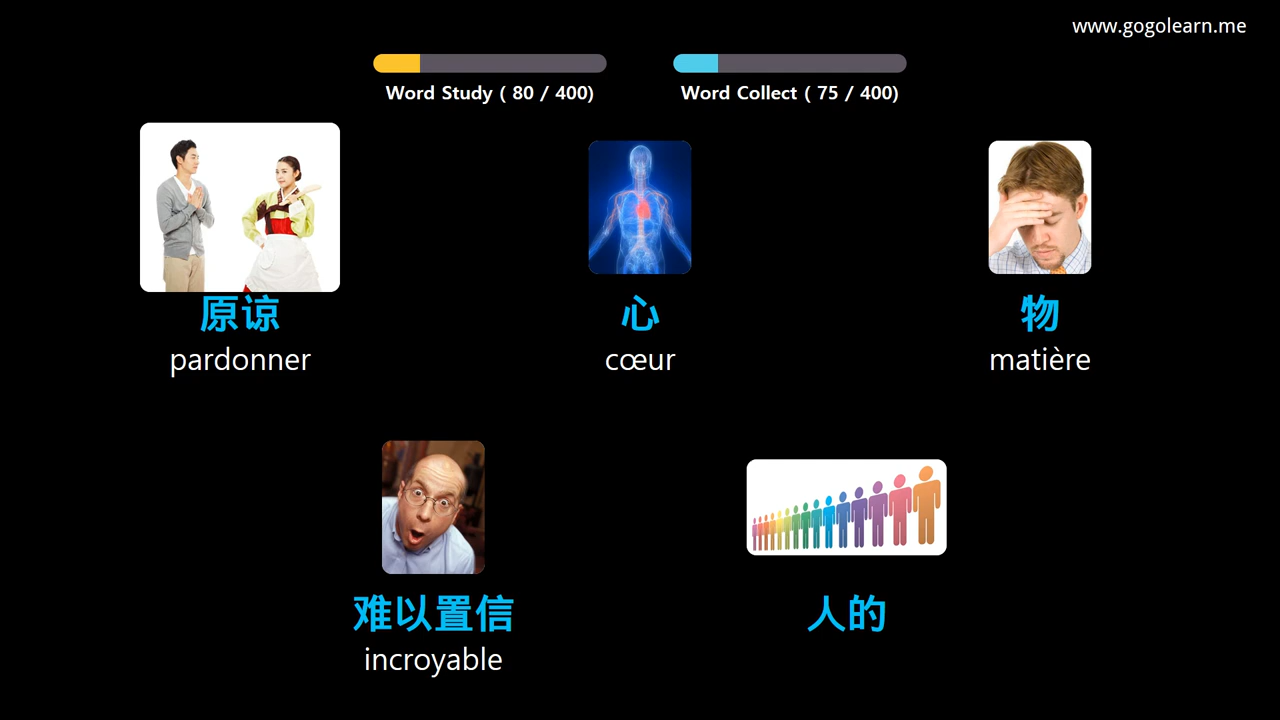 www.gogolearn.me
Word Study ( 80 / 400)
Word Collect ( 75 / 400)
原谅
pardonner
心
cœur
物
matière
难以置信
incroyable
人的